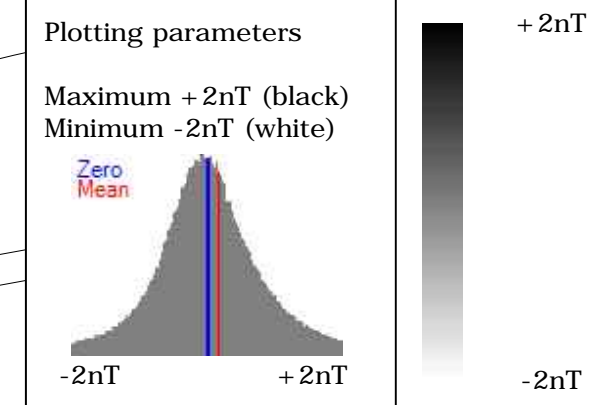 Plotting parameters
Maximum +2nT (black)
Minimum -2nT (white)
Zero
Mean
-2nT +2nT
+2nT
-2nT